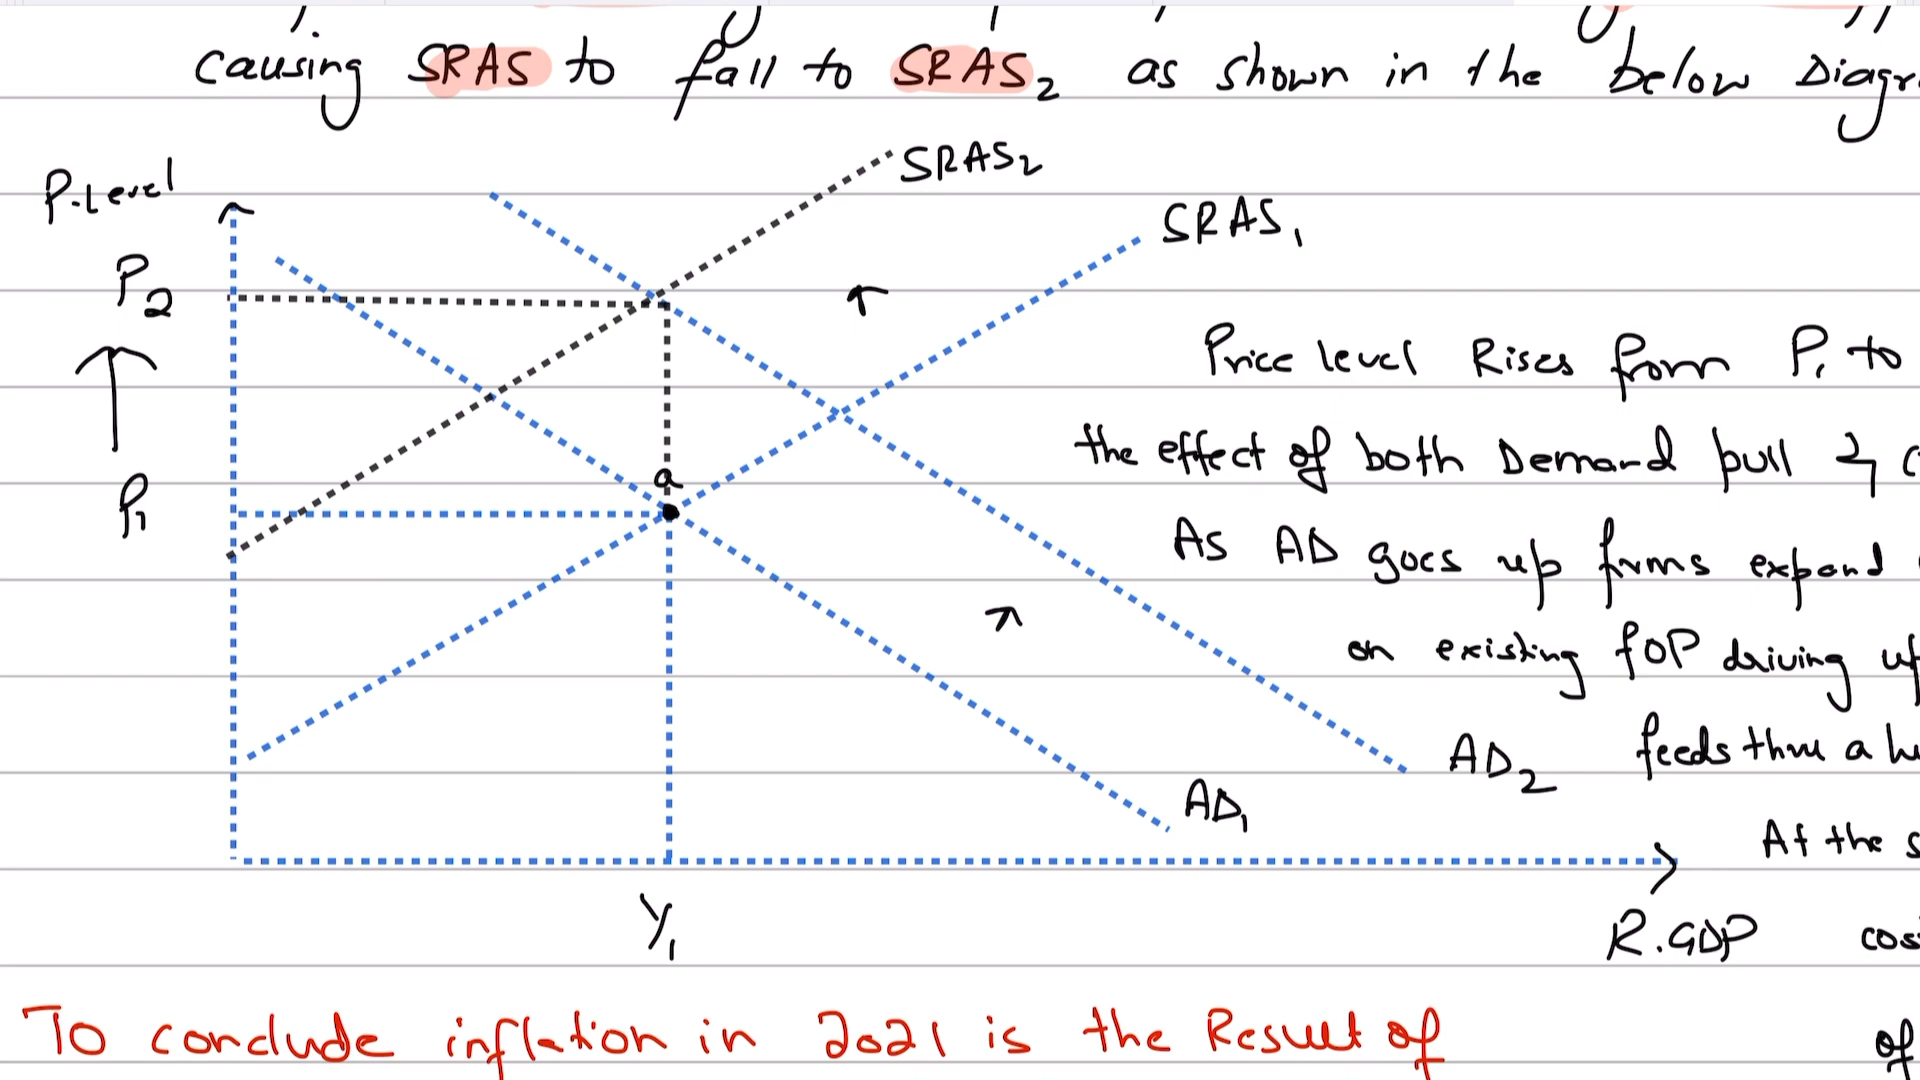 causing SRAS to fall to SRAS2 as shown in the below
P.Level
SRAS2
SRAS1
P2
P1
a
Price level Rises from P1 to
the effect of both Demand pull &
As AD goes up firms expand
on existing FOP driving
feeds thru a
AD2
AD1
At the
Y1
R.GDP
To conclude inflation in 2021 is the Result of
of